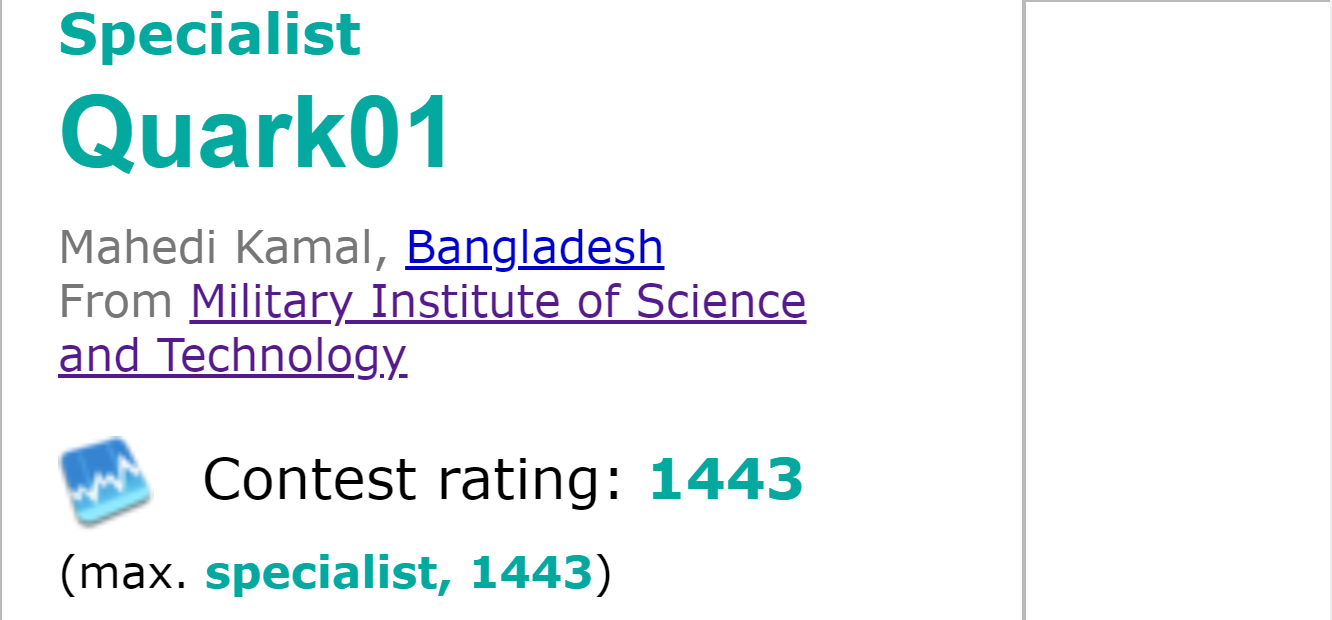 Specialist
Quark01
Mahedi Kamal, Bangladesh
From Military Institute of Science
and Technology
Contest rating: 1443
(max. specialist, 1443)